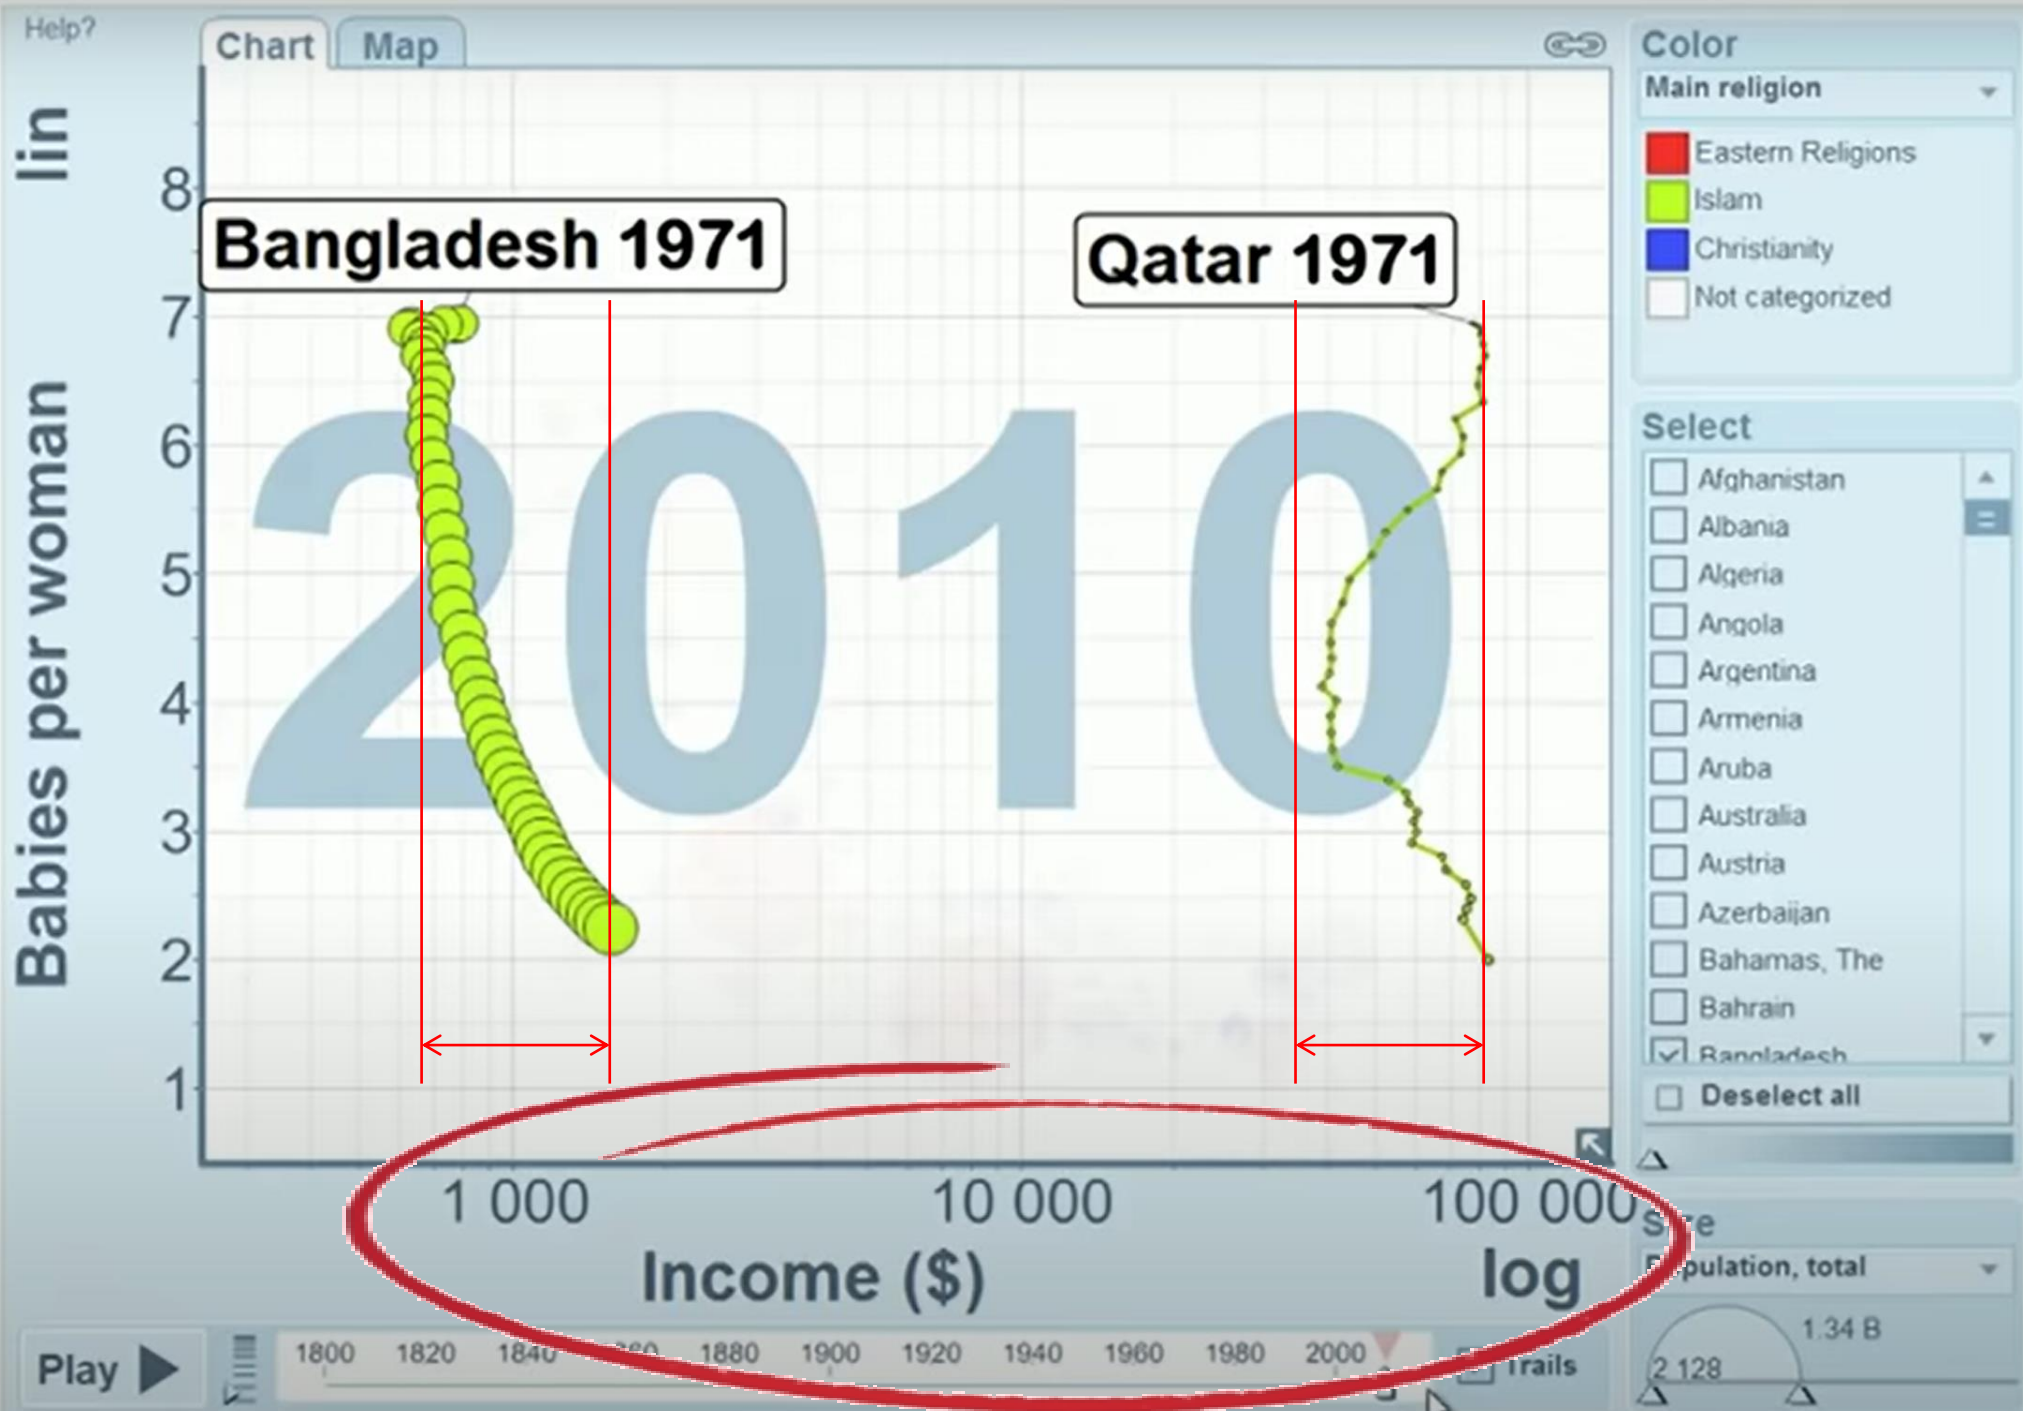 Help?
Chart
Map
lin
Babies per woman
8
7
6
5
4
3
2
1
Bangladesh 1971
Qatar 1971
2010
1 000
10 000
100 000
Income ($)
log
Play
1800
1820
1840
1880
1900
1920
1940
1960
1980
2000
Trails
Color
Main religion
Eastern Religions
Islam
Christianity
Not categorized
Select
Afghanistan
Albania
Algeria
Angola
Argentina
Armenia
Aruba
Australia
Austria
Azerbaijan
Bahamas, The
Bahrain
Bangladesh
Deselect all
Size
Population, total
1.34 B
2 128